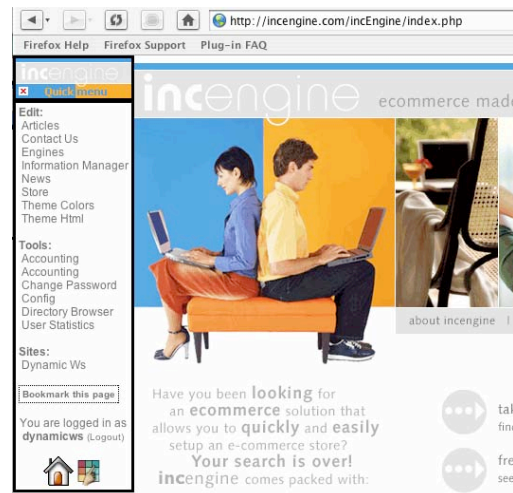 http://incengine.com/incEngine/index.php
Firefox Help Firefox Support Plug-in FAQ
incengine
Quick menu
Edit:
Articles
Contact Us
Engines
Information Manager
News
Store
Theme Colors
Theme Html
Tools:
Accounting
Accounting
Change Password
Config
Directory Browser
User Statistics
Sites:
Dynamic Ws
Bookmark this page
You are logged in as
dynamicws (Logout)
incengine ecommerce made
about incengine |
Have you been looking for
an ecommerce solution that
allows you to quickly and easily
setup an e-commerce store?
Your search is over!
incengine comes packed with:
tak
find
free
see